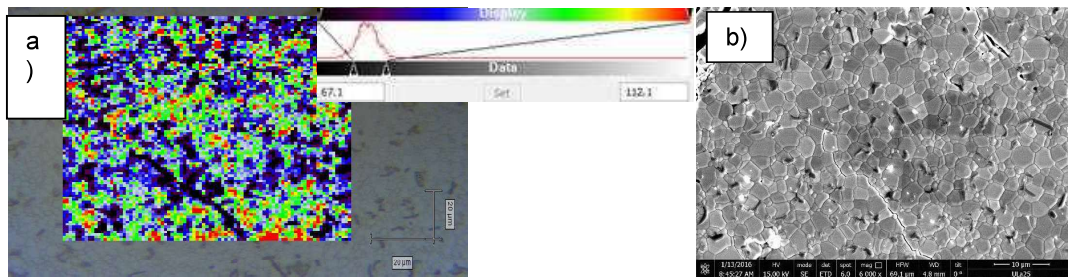 a
)
Display
Data
67.1
Set
112.1
20 µm
20 µm
b)
1/13/2016
8:45:27 AM
HV
15.00 kV
mode
SE
det
ETD
spot
6.0
mag
6 000 x
HFW
69.1 µm
WD
4.8 mm
tilt
0 °
10 µm
ULa25